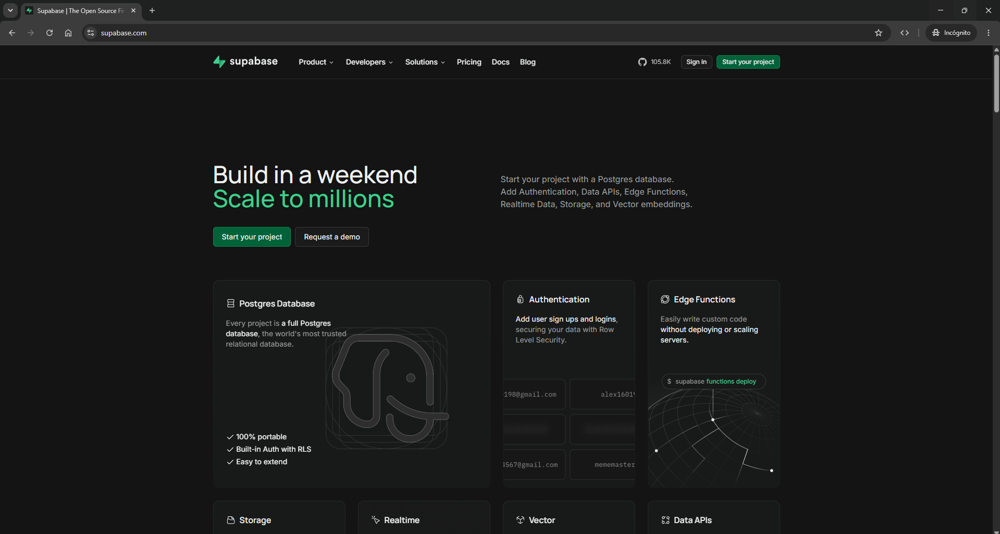 Supabase | The Open Source Fi
supabase.com
Incógnito
supabase
Product
Developers
Solutions
Pricing
Docs
Blog
105.8K
Sign in
Start your project
Build in a weekend
Scale to millions
Start your project with a Postgres database.
Add Authentication, Data APIs, Edge Functions,
Realtime Data, Storage, and Vector embeddings.
Start your project
Request a demo
Postgres Database
Every project is a full Postgres
database, the world's most trusted
relational database.
100% portable
Built-in Auth with RLS
Easy to extend
Authentication
Add user sign ups and logins,
securing your data with Row
Level Security.
198@gmail.com
alex1601
4567@gmail.com
mememaster
Edge Functions
Easily write custom code
without deploying or scaling
servers.
$ supabase functions deploy
Storage
Realtime
Vector
Data APIs